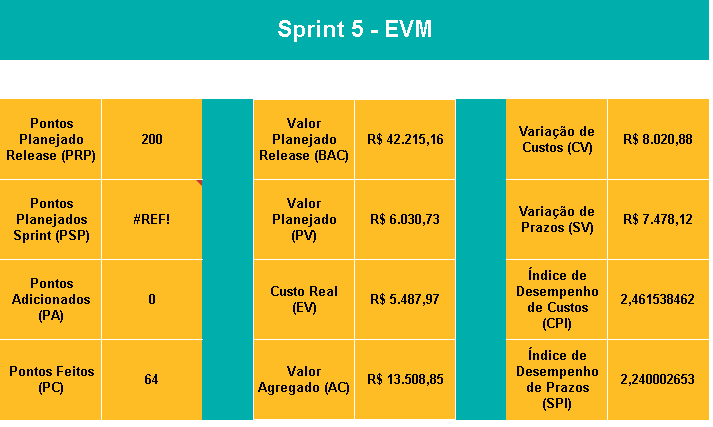 Sprint 5 - EVM
Pontos
Planejado
Release (PRP)
200
Valor
Planejado
Release (BAC)
R$ 42.215,16
Variação de
Custos (CV)
R$ 8.020,88
Pontos
Planejados
Sprint (PSP)
#REF!
Valor
Planejado
(PV)
R$ 6.030,73
Variação de
Prazos (SV)
R$ 7.478,12
Pontos
Adicionados
(PA)
0
Custo Real
(EV)
R$ 5.487,97
Índice de
Desempenho
de Custos
(CPI)
2,461538462
Pontos Feitos
(PC)
64
Valor
Agregado (AC)
R$ 13.508,85
Índice de
Desempenho
de Prazos
(SPI)
2,240002653